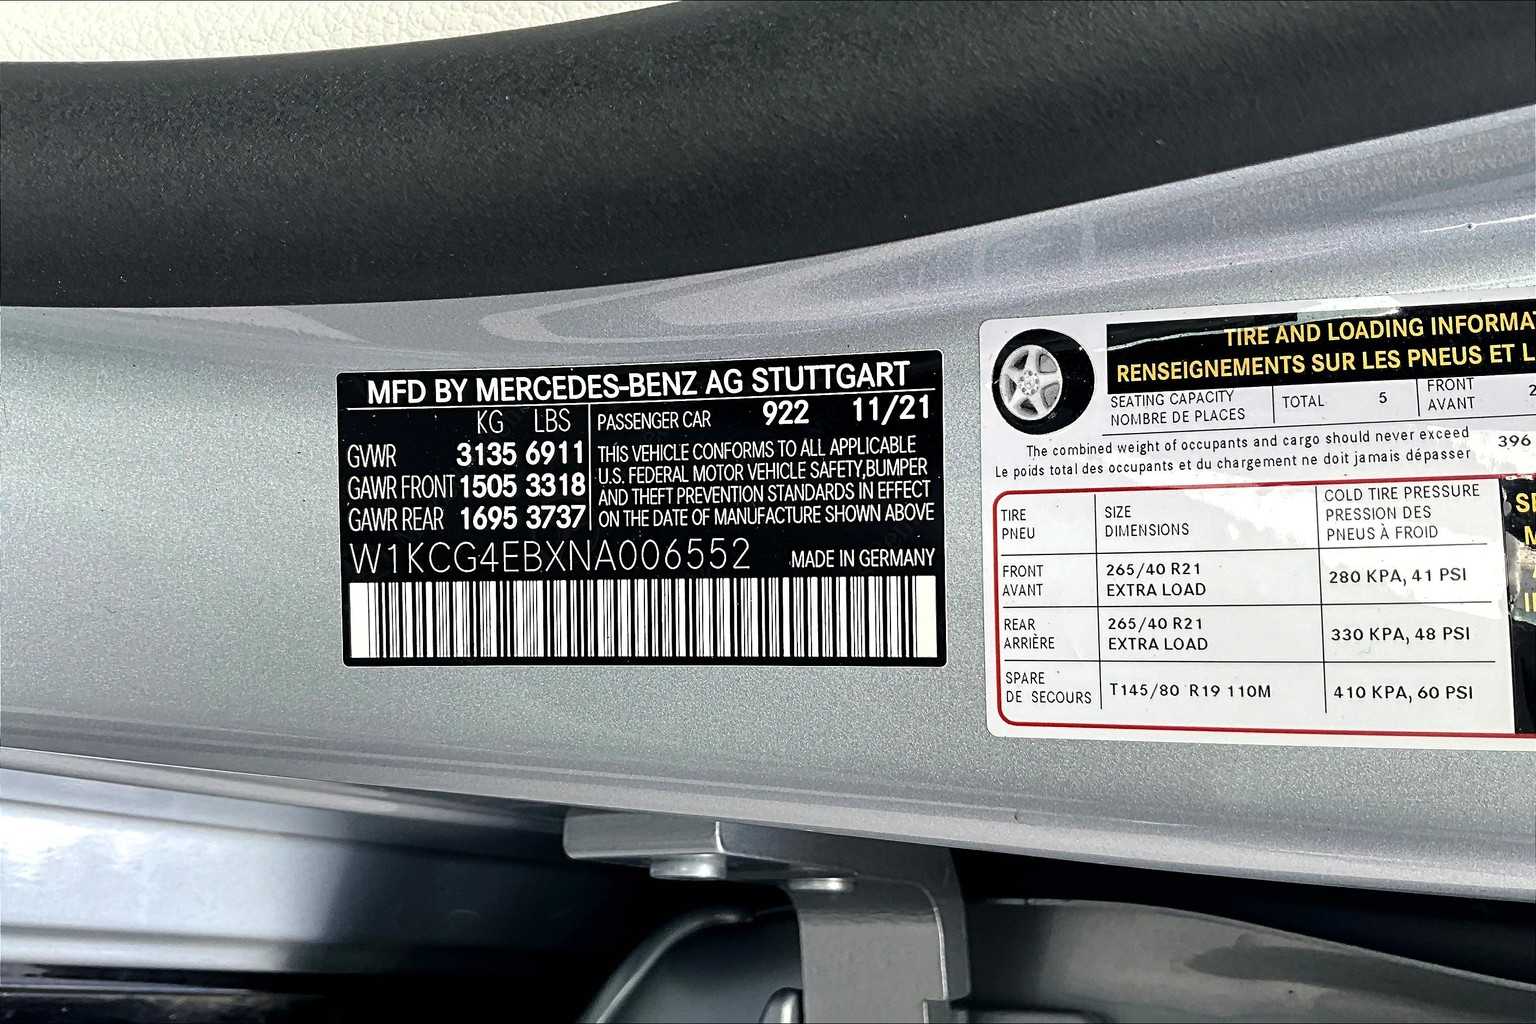 MFD BY MERCEDES-BENZ AG STUTTGART
KG LBS
GVWR 3135 6911
GAWR FRONT 1505 3318
GAWR REAR 1695 3737
PASSENGER CAR 922 11/21
THIS VEHICLE CONFORMS TO ALL APPLICABLE
U.S. FEDERAL MOTOR VEHICLE SAFETY,BUMPER
AND THEFT PREVENTION STANDARDS IN EFFECT
ON THE DATE OF MANUFACTURE SHOWN ABOVE
W1KCG4EBXNA006552 MADE IN GERMANY
TIRE AND LOADING INFORMAT
RENSEIGNEMENTS SUR LES PNEUS ET L
SEATING CAPACITY
NOMBRE DE PLACES
TOTAL 5
FRONT
AVANT
2
The combined weight of occupants and cargo should never exceed
Le poids total des occupants et du chargement ne doit jamais dépasser
396
TIRE
PNEU
SIZE
DIMENSIONS
COLD TIRE PRESSURE
PRESSION DES
PNEUS À FROID
FRONT
AVANT
265/40 R21
EXTRA LOAD
280 KPA, 41 PSI
REAR
ARRIÈRE
265/40 R21
EXTRA LOAD
330 KPA, 48 PSI
SPARE
DE SECOURS
T145/80 R19 110M
410 KPA, 60 PSI